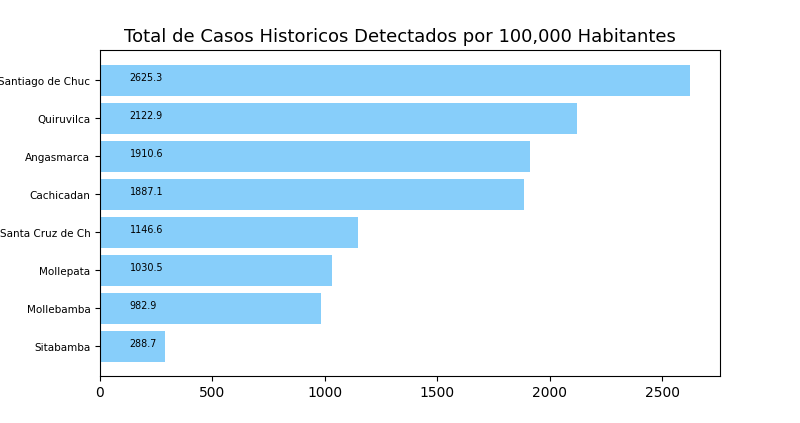 Total de Casos Historicos Detectados por 100,000 Habitantes
Santiago de Chuc 2625.3
Quiruvilca 2122.9
Angasmarca 1910.6
Cachicadan 1887.1
Santa Cruz de Ch 1146.6
Mollepata 1030.5
Mollebamba 982.9
Sitabamba 288.7
0 500 1000 1500 2000 2500